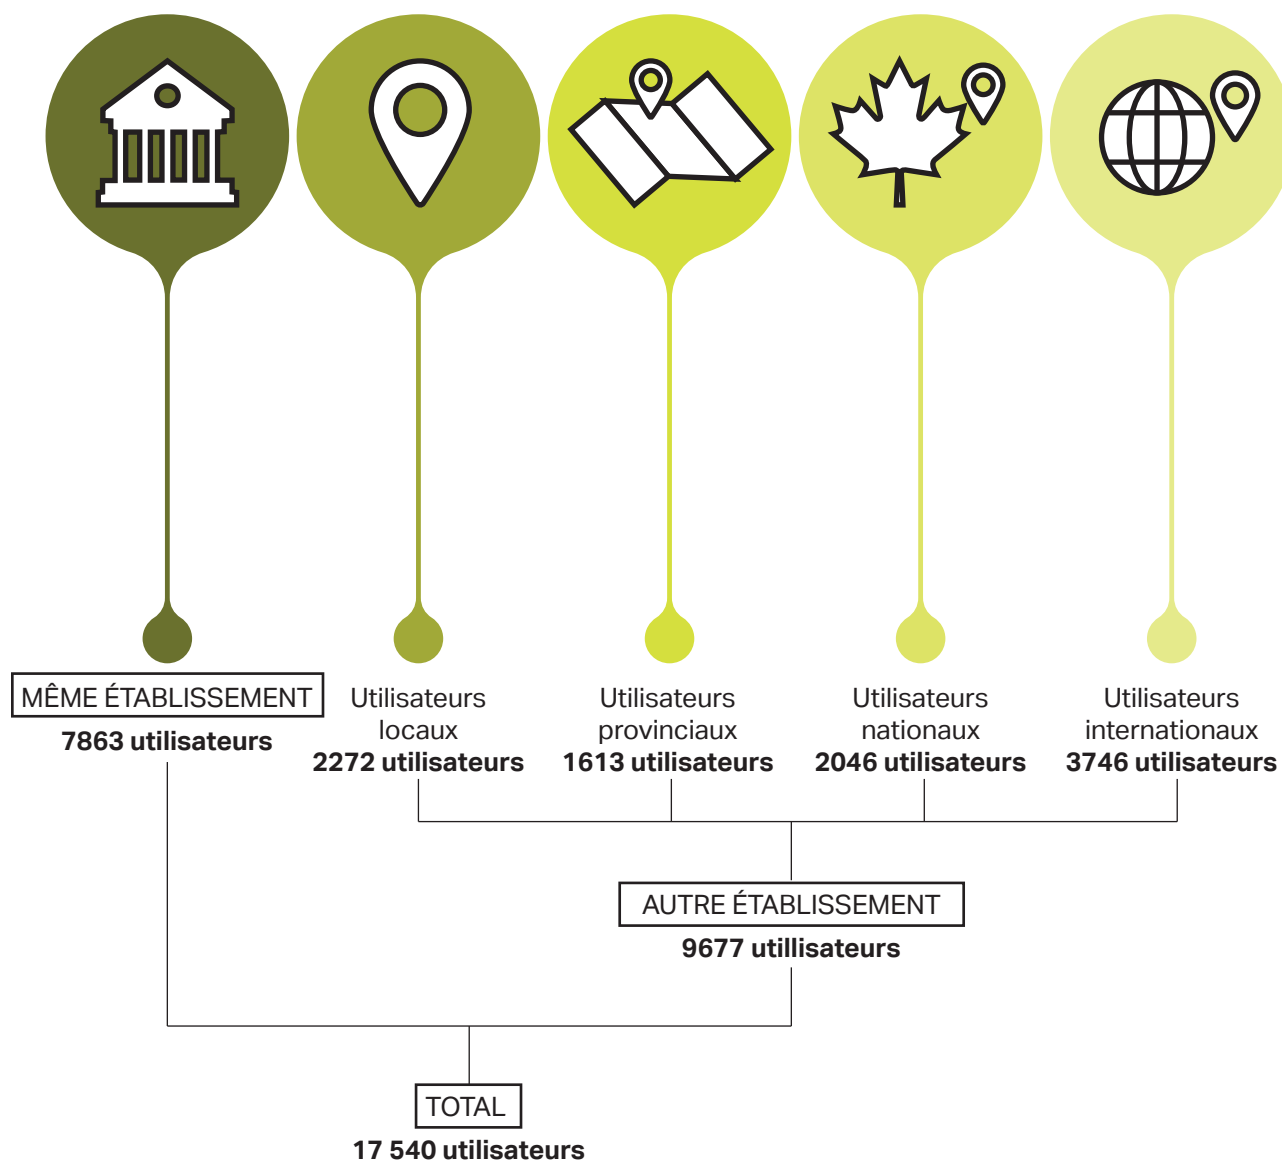 MÊME ÉTABLISSEMENT
7863 utilisateurs
Utilisateurs
locaux
2272 utilisateurs
Utilisateurs
provinciaux
1613 utilisateurs
Utilisateurs
nationaux
2046 utilisateurs
Utilisateurs
internationaux
3746 utilisateurs
AUTRE ÉTABLISSEMENT
9677 utillisateurs
TOTAL
17 540 utilisateurs